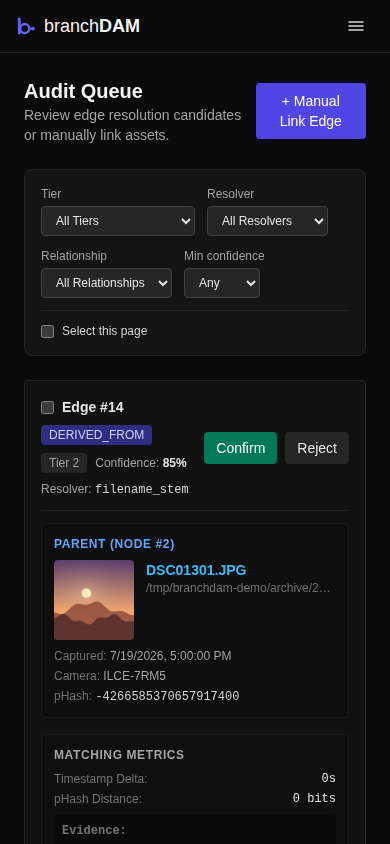 branchDAM
Audit Queue
Review edge resolution candidates
or manually link assets.
+ Manual
Link Edge
Tier
Resolver
All Tiers
All Resolvers
Relationship
Min confidence
All Relationships
Any
Select this page
Edge #14
DERIVED_FROM
Tier 2
Confidence: 85%
Confirm
Reject
Resolver: filename_stem
PARENT (NODE #2)
DSC01301.JPG
/tmp/branchdam-demo/archive/2…
Captured: 7/19/2026, 5:00:00 PM
Camera: ILCE-7RM5
pHash: -4266585370657917400
MATCHING METRICS
Timestamp Delta: 0s
pHash Distance: 0 bits
Evidence: